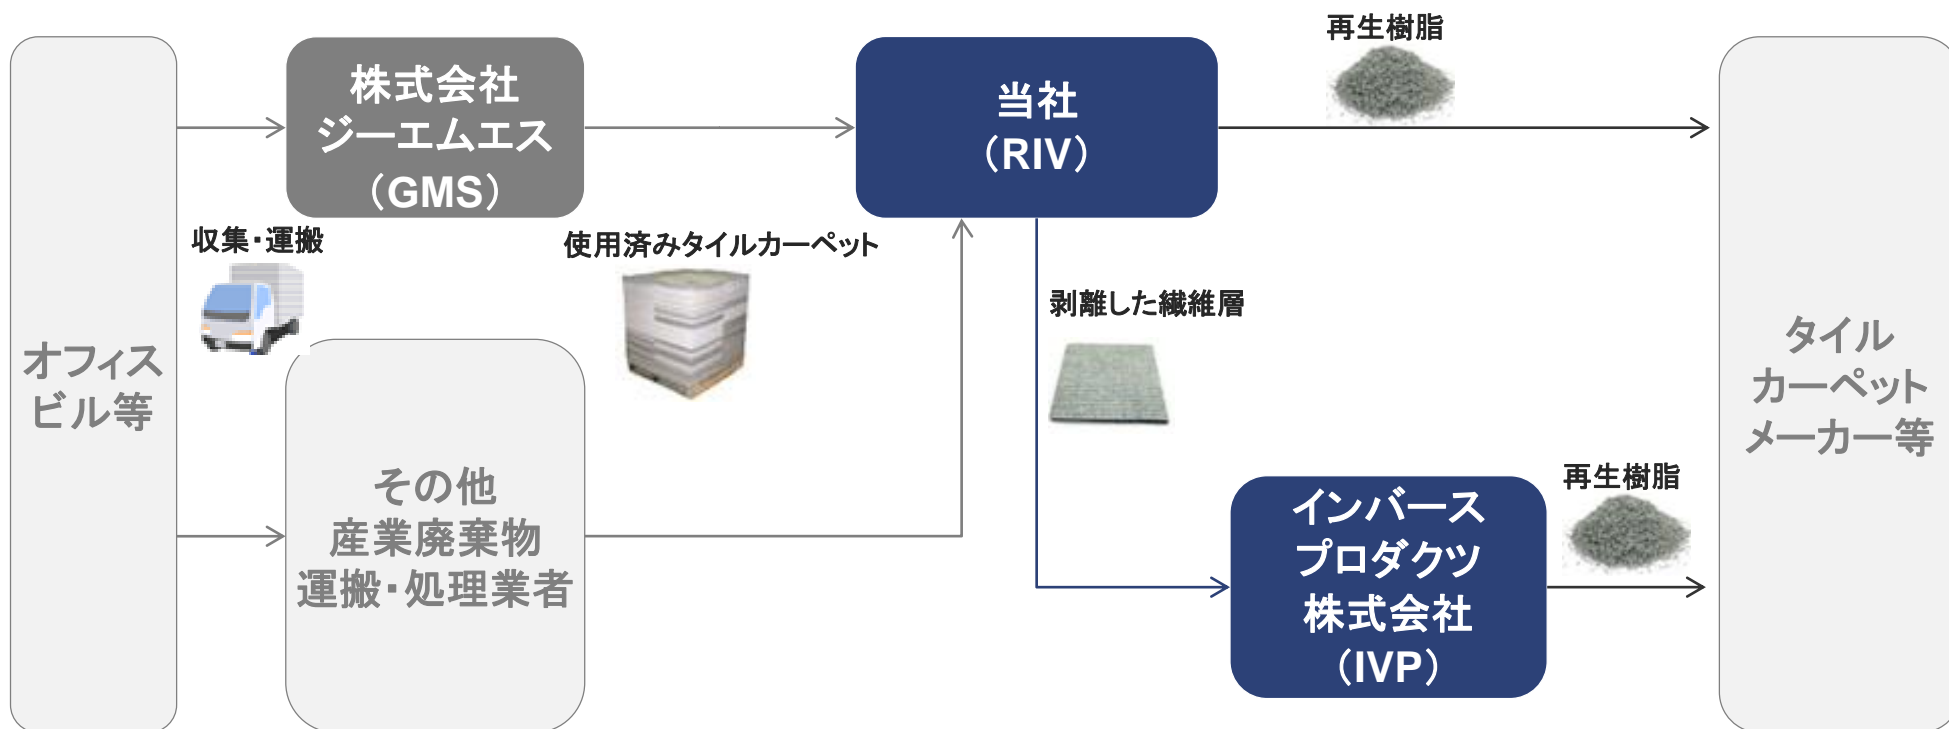 オフィス
ビル等
株式会社
ジーエムエス
（GMS）
収集・運搬
その他
産業廃棄物
運搬・処理業者
使用済みタイルカーペット
当社
（RIV）
剥離した繊維層
再生樹脂
インバース
プロダクツ
株式会社
（IVP）
再生樹脂
タイル
カーペット
メーカー等